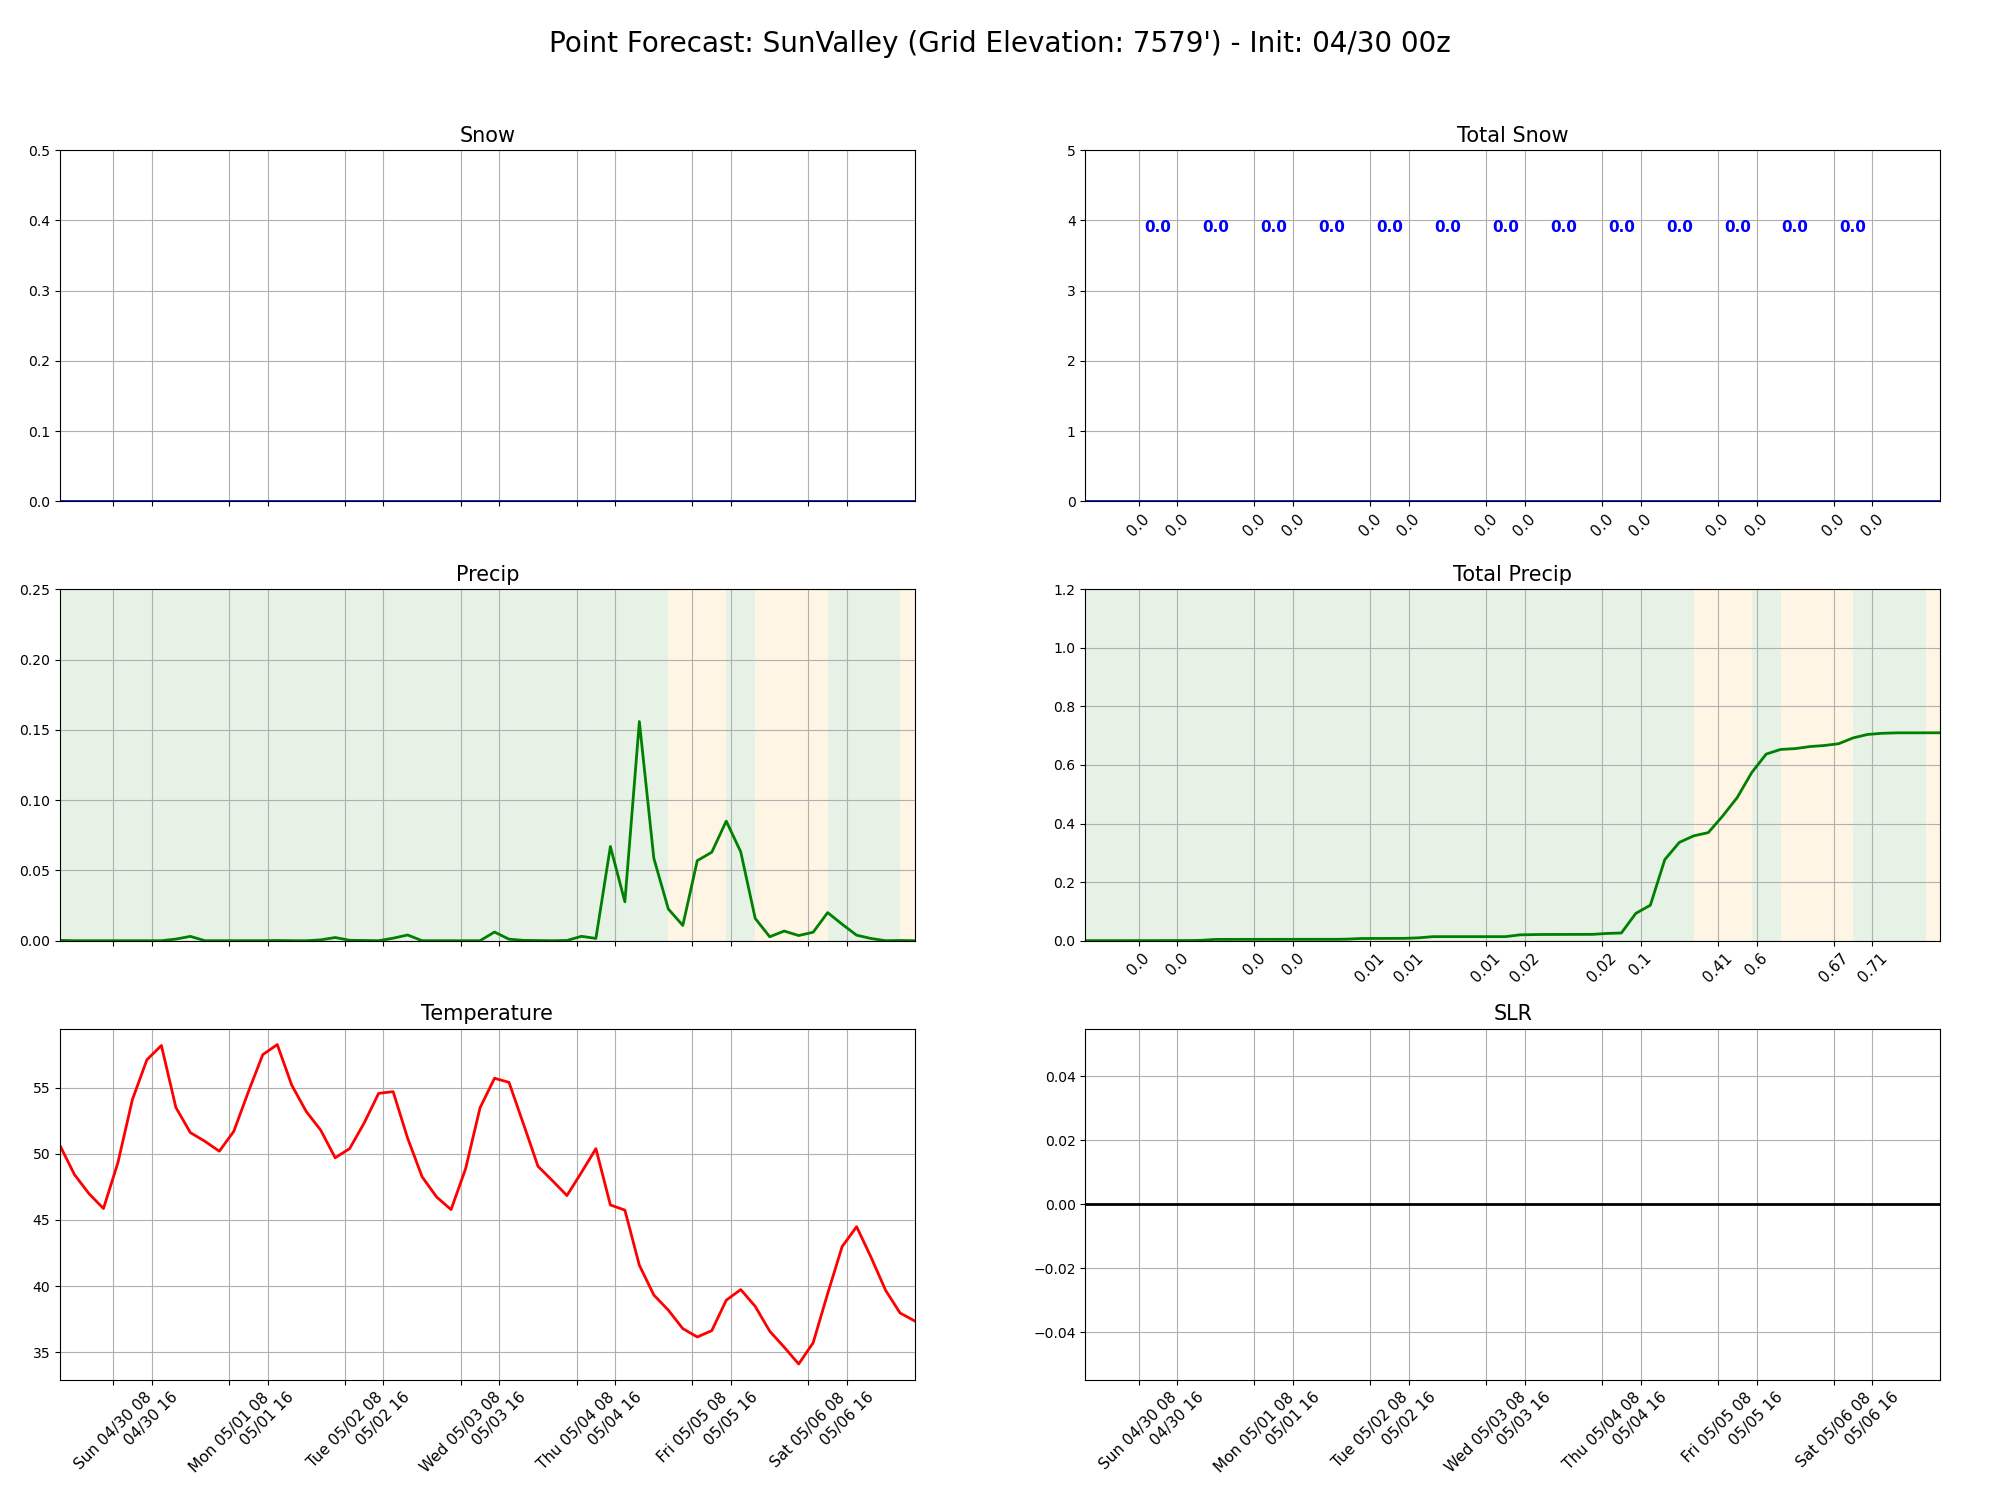 Point Forecast: SunValley (Grid Elevation: 7579') - Init: 04/30 00z
Snow
0.5
0.4
0.3
0.2
0.1
0.0
Total Snow
5
4
3
2
1
0
0.0 0.0 0.0 0.0 0.0 0.0 0.0 0.0 0.0 0.0 0.0 0.0 0.0
0.0 0.0 0.0 0.0 0.0 0.0 0.0 0.0 0.0 0.0 0.0 0.0 0.0 0.0
Precip
0.25
0.20
0.15
0.10
0.05
0.00
Total Precip
1.2
1.0
0.8
0.6
0.4
0.2
0.0
0.0 0.0 0.0 0.0 0.01 0.01 0.01 0.02 0.02 0.1 0.41 0.6 0.67 0.71
Temperature
55
50
45
40
35
Sun 04/30 08
04/30 16
Mon 05/01 08
05/01 16
Tue 05/02 08
05/02 16
Wed 05/03 08
05/03 16
Thu 05/04 08
05/04 16
Fri 05/05 08
05/05 16
Sat 05/06 08
05/06 16
SLR
0.04
0.02
0.00
−0.02
−0.04
Sun 04/30 08
04/30 16
Mon 05/01 08
05/01 16
Tue 05/02 08
05/02 16
Wed 05/03 08
05/03 16
Thu 05/04 08
05/04 16
Fri 05/05 08
05/05 16
Sat 05/06 08
05/06 16